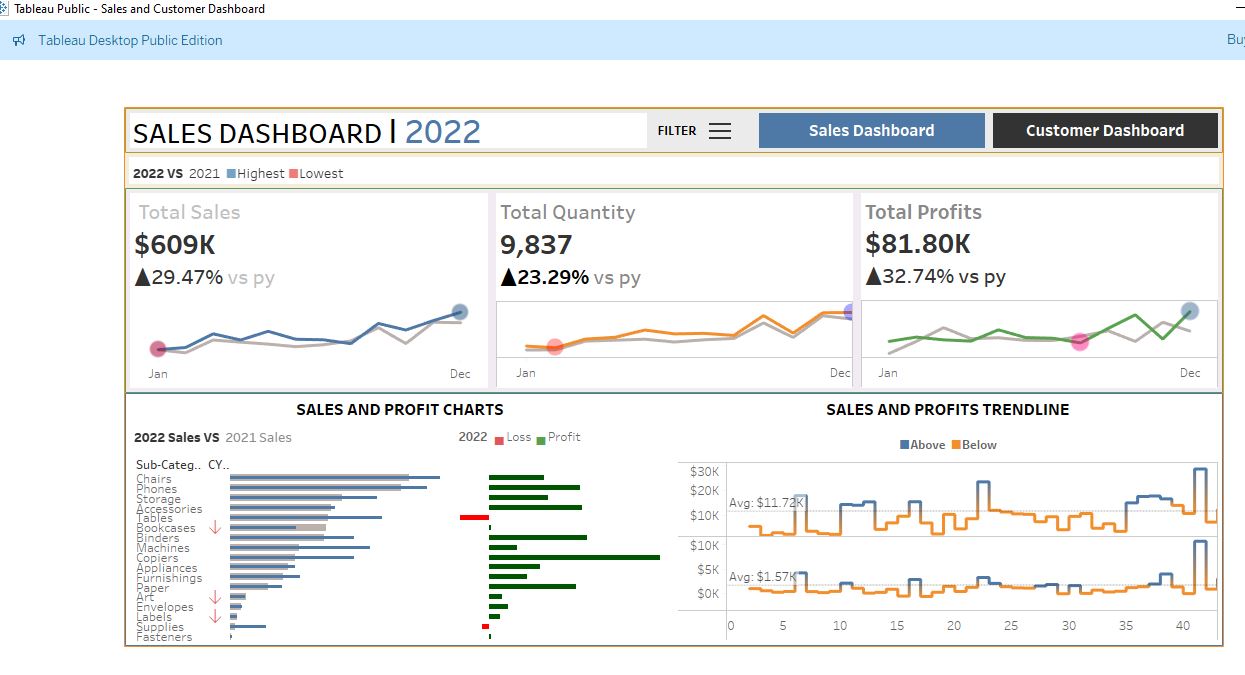 Tableau Public - Sales and Customer Dashboard
Tableau Desktop Public Edition
SALES DASHBOARD | 2022
FILTER
Sales Dashboard
Customer Dashboard
2022 VS 2021 Highest Lowest
Total Sales
$609K
▲29.47% vs py
Jan Dec
Total Quantity
9,837
▲23.29% vs py
Jan Dec
Total Profits
$81.80K
▲32.74% vs py
Jan Dec
SALES AND PROFIT CHARTS
2022 Sales VS 2021 Sales
2022 Loss Profit
Sub-Categ.. CY..
Chairs
Phones
Storage
Accessories
Tables
Bookcases
Binders
Machines
Copiers
Appliances
Furnishings
Paper
Art
Envelopes
Labels
Supplies
Fasteners
SALES AND PROFITS TRENDLINE
Above Below
$30K
$20K
Avg: $11.72K
$10K
$10K
$5K
Avg: $1.57K
$0K
0 5 10 15 20 25 30 35 40